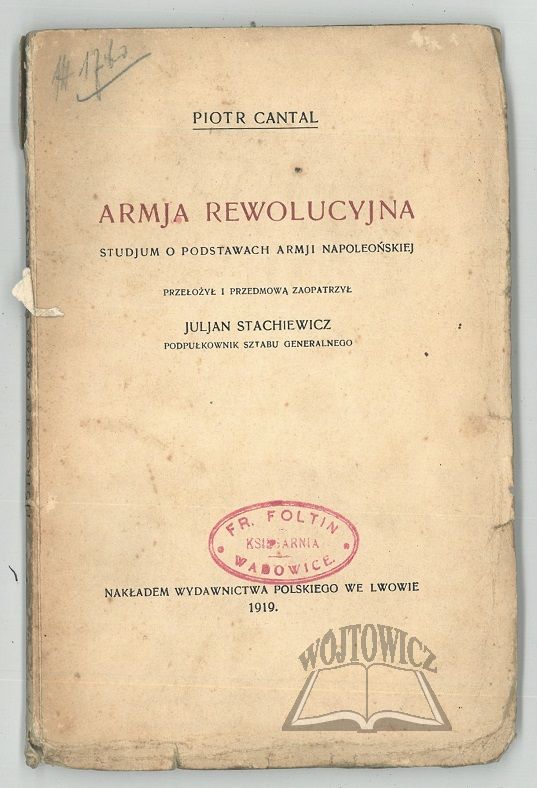 PIOTR CANTAL
ARMJA REWOLUCYJNA
STUDJUM O PODSTAWACH ARMJI NAPOLEOŃSKIEJ
PRZEŁOŻYŁ I PRZEDMOWĄ ZAOPATRZYŁ
JULJAN STACHIEWICZ
PODPUŁKOWNIK SZTABU GENERALNEGO
FR. FOLTIN
KSIĘGARNIA
WADOWICE.
NAKŁADEM WYDAWNICTWA POLSKIEGO WE LWOWIE
1919.
WÓJTOWICZ